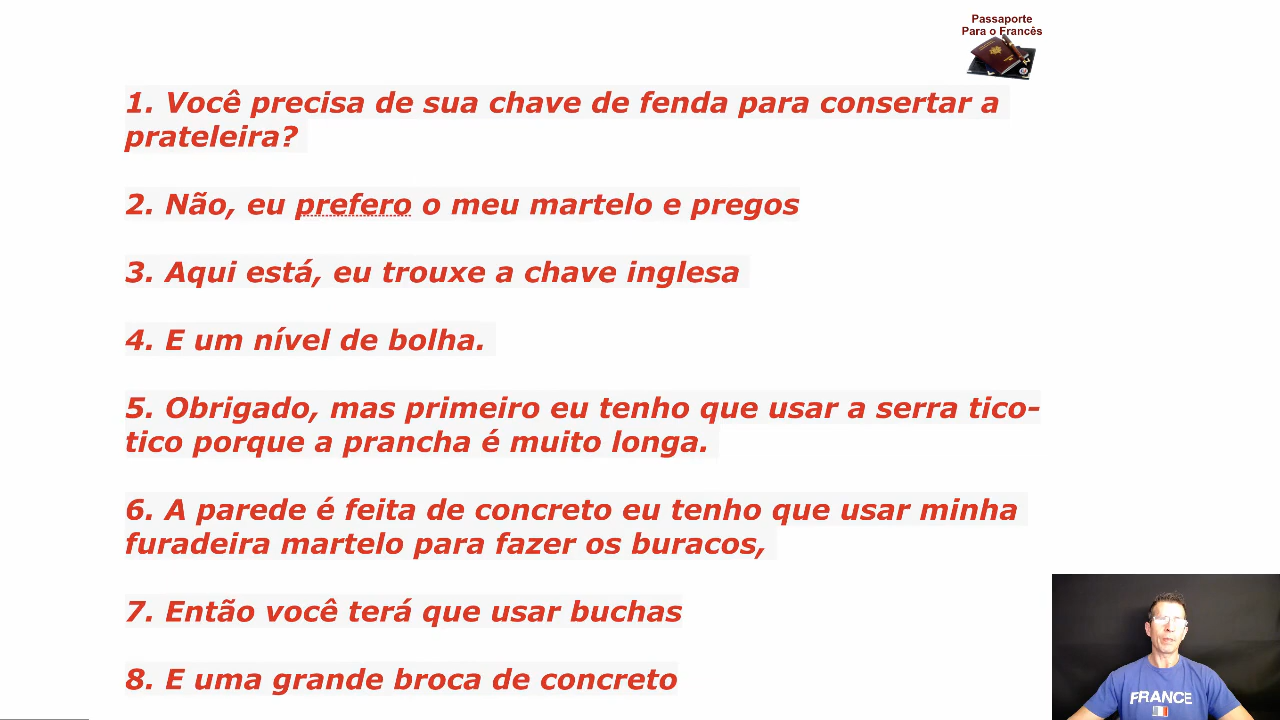 Passaporte
Para o Francês
1. Você precisa de sua chave de fenda para consertar a
prateleira?
2. Não, eu prefero o meu martelo e pregos
3. Aqui está, eu trouxe a chave inglesa
4. E um nível de bolha.
5. Obrigado, mas primeiro eu tenho que usar a serra tico-
tico porque a prancha é muito longa.
6. A parede é feita de concreto eu tenho que usar minha
furadeira martelo para fazer os buracos,
7. Então você terá que usar buchas
8. E uma grande broca de concreto
FRANCE